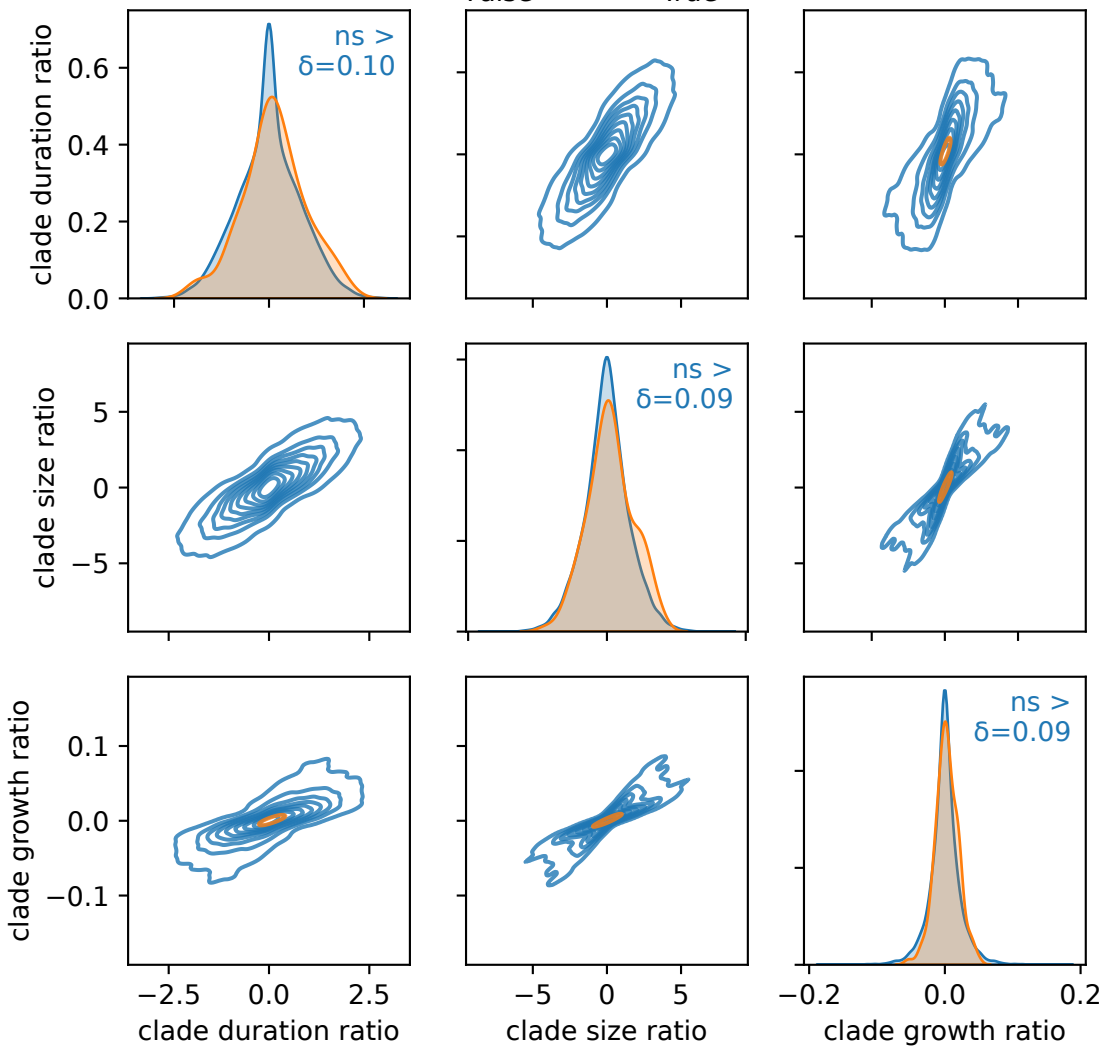 clade duration ratio
0.6
0.4
0.2
0.0
ns >
δ=0.10
clade size ratio
5
0
−5
ns >
δ=0.09
clade growth ratio
0.1
0.0
−0.1
ns >
δ=0.09
−2.5 0.0 2.5
−5 0 5
−0.2 0.0 0.2
clade duration ratio
clade size ratio
clade growth ratio